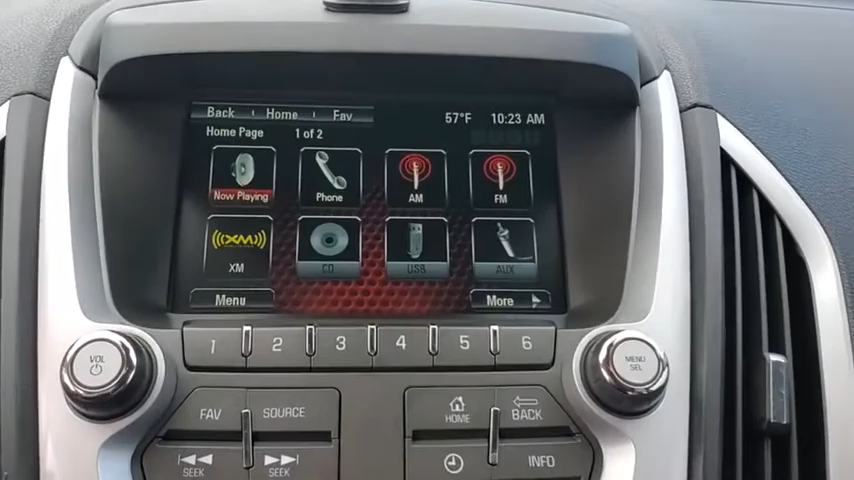 Back Home Fav 57°F 10:23 AM
Home Page 1 of 2
Now Playing Phone AM FM
XM
XM CD USB AUX
Menu More
1 2 3 4 5 6
VOL
MENU
SEL
FAV SOURCE HOME BACK
SEEK SEEK INFO